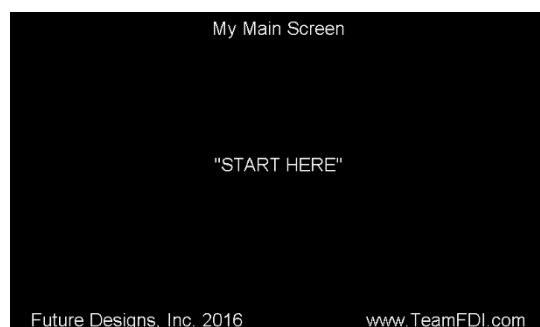 My Main Screen
"START HERE"
Future Designs, Inc. 2016 www.TeamFDI.com